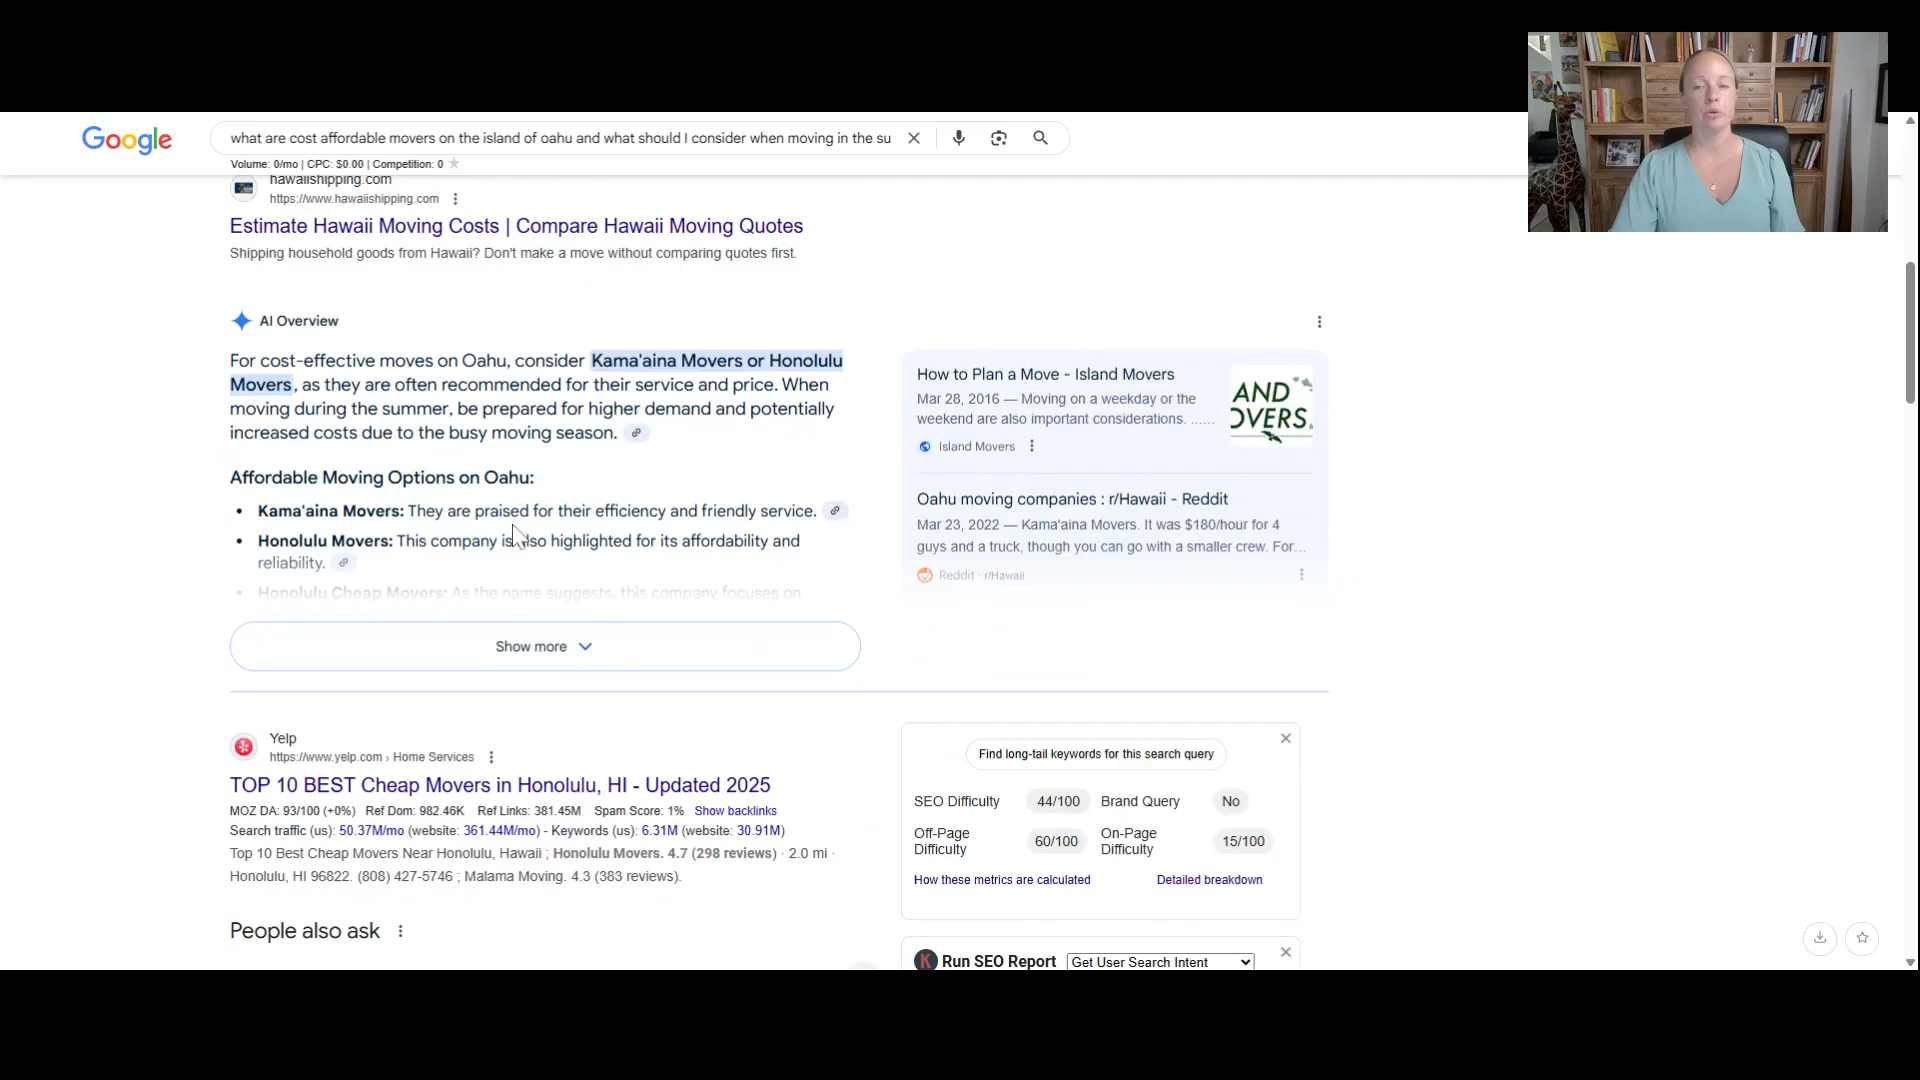 Google
what are cost affordable movers on the island of oahu and what should I consider when moving in the su
Volume: 0/mo | CPC: $0.00 | Competition: 0
hawaiishipping.com
https://www.hawaiishipping.com
Estimate Hawaii Moving Costs | Compare Hawaii Moving Quotes
Shipping household goods from Hawaii? Don't make a move without comparing quotes first.
AI Overview
For cost-effective moves on Oahu, consider Kama'aina Movers or Honolulu
Movers, as they are often recommended for their service and price. When
moving during the summer, be prepared for higher demand and potentially
increased costs due to the busy moving season.
Affordable Moving Options on Oahu:
• Kama'aina Movers: They are praised for their efficiency and friendly service.
• Honolulu Movers: This company is also highlighted for its affordability and
reliability.
• Honolulu Cheap Movers: As the name suggests, this company focuses on
Show more
How to Plan a Move - Island Movers
Mar 28, 2016 — Moving on a weekday or the
weekend are also important considerations. ......
Island Movers
AND
OVERS
Oahu moving companies : r/Hawaii - Reddit
Mar 23, 2022 — Kama'aina Movers. It was $180/hour for 4
guys and a truck, though you can go with a smaller crew. For...
Reddit · r/Hawaii
Yelp
https://www.yelp.com › Home Services
TOP 10 BEST Cheap Movers in Honolulu, HI - Updated 2025
MOZ DA: 93/100 (+0%) Ref Dom: 982.46K Ref Links: 381.45M Spam Score: 1% Show backlinks
Search traffic (us): 50.37M/mo (website: 361.44M/mo) - Keywords (us): 6.31M (website: 30.91M)
Top 10 Best Cheap Movers Near Honolulu, Hawaii ; Honolulu Movers. 4.7 (298 reviews) · 2.0 mi ·
Honolulu, HI 96822. (808) 427-5746 ; Malama Moving. 4.3 (383 reviews).
People also ask
Find long-tail keywords for this search query
SEO Difficulty 44/100 Brand Query No
Off-Page
Difficulty 60/100
On-Page
Difficulty 15/100
How these metrics are calculated Detailed breakdown
K Run SEO Report Get User Search Intent